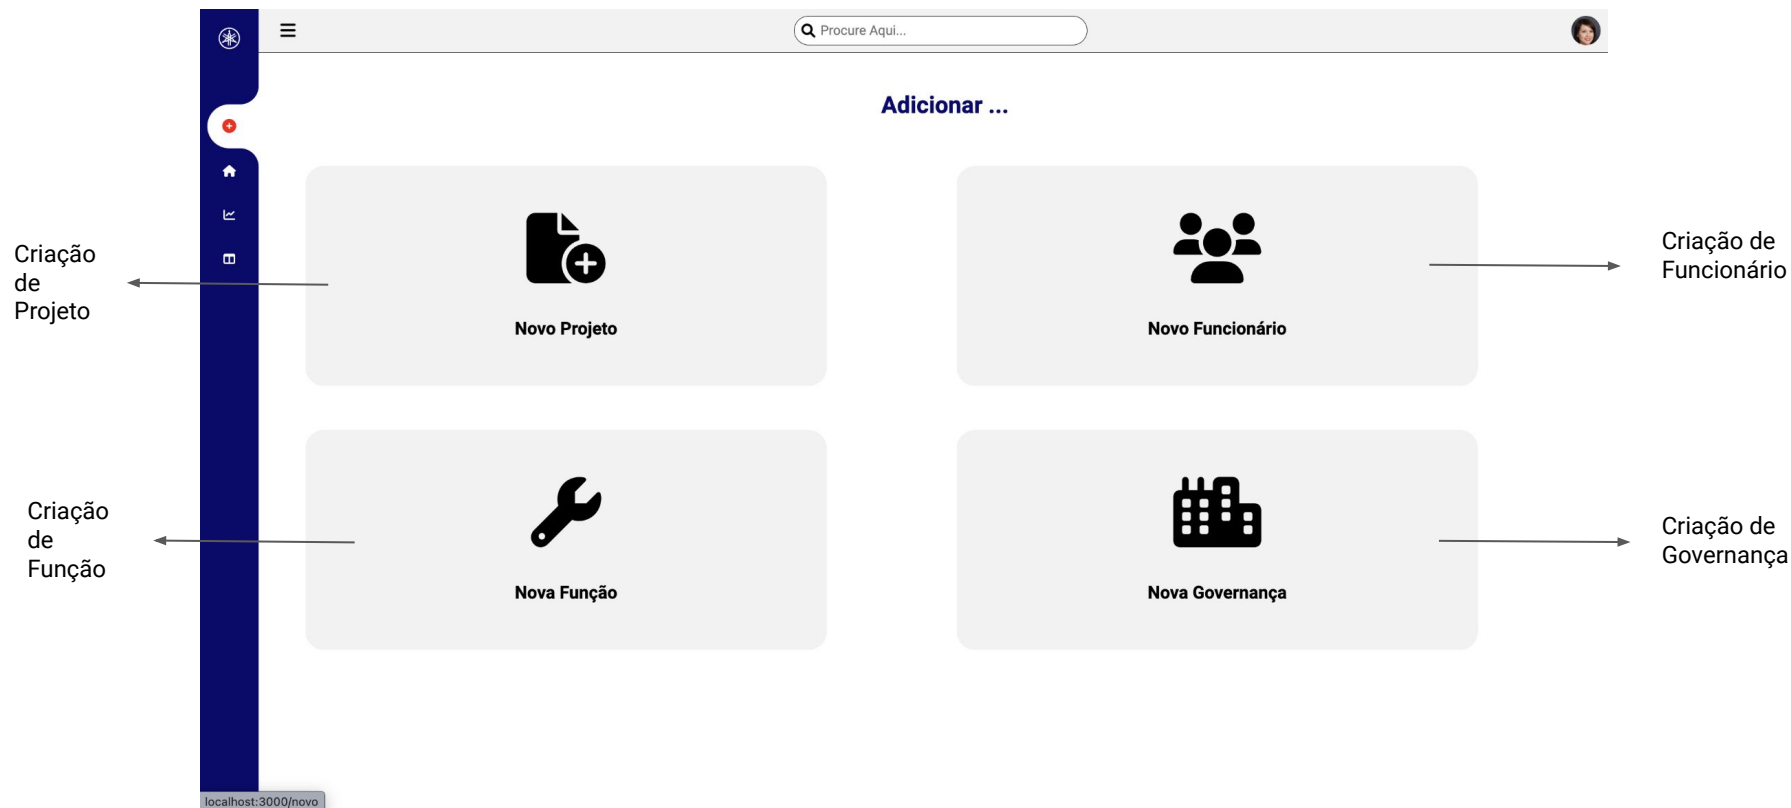 Procure Aqui...
Adicionar ...
Criação
de
Projeto
Novo Projeto
Novo Funcionário
Criação de
Funcionário
Criação
de
Função
Nova Função
Nova Governança
Criação de
Governança
localhost:3000/novo